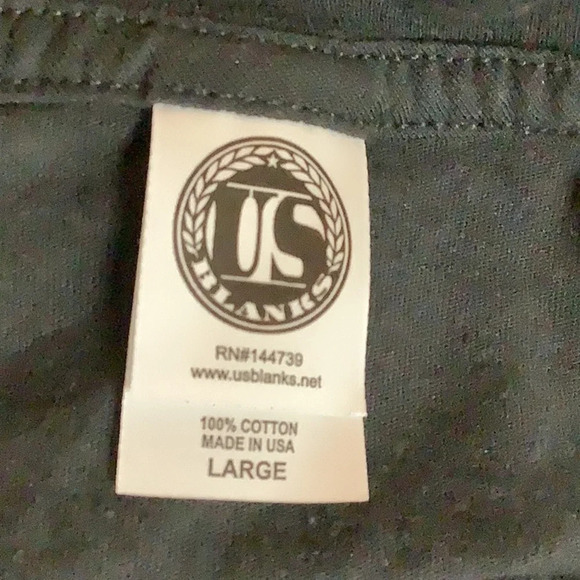 US
BLANKS
RN#144739
www.usblanks.net
100% COTTON
MADE IN USA
LARGE